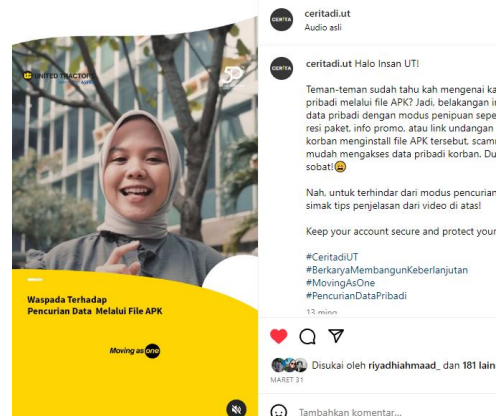 UNITED TRACTORS
50
Waspada Terhadap
Pencurian Data Melalui File APK
Moving as one
ceritadi.ut
Audio asli
ceritadi.ut Halo Insan UT!
Teman-teman sudah tahu kah mengenai ka
pribadi melalui file APK? Jadi, belakangan in
data pribadi dengan modus penipuan sepe
resi paket, info promo, atau link undangan
korban menginstall file APK tersebut, scamm
mudah mengakses data pribadi korban. Du
sobat!
Nah, untuk terhindar dari modus pencurian
simak tips penjelasan dari video di atas!
Keep your account secure and protect your
#CeritadiUT
#BerkaryaMembangunKeberlanjutan
#MovingAsOne
#PencurianDataPribadi
13 ming
Disukai oleh riyadhiahmaad_ dan 181 lain
MARET 31
Tambahkan komentar...